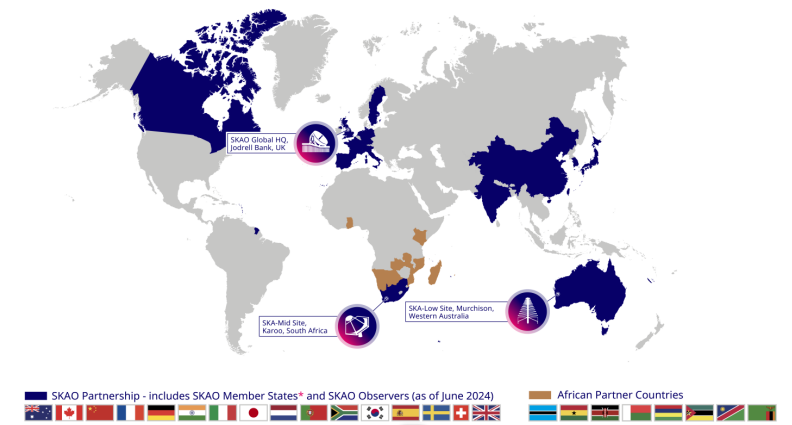 SKAO Global HQ,
Jodrell Bank, UK
SKA-Low Site, Murchison,
Western Australia
SKA-Mid Site,
Karoo, South Africa
SKAO Partnership - includes SKAO Member States* and SKAO Observers (as of June 2024)
African Partner Countries